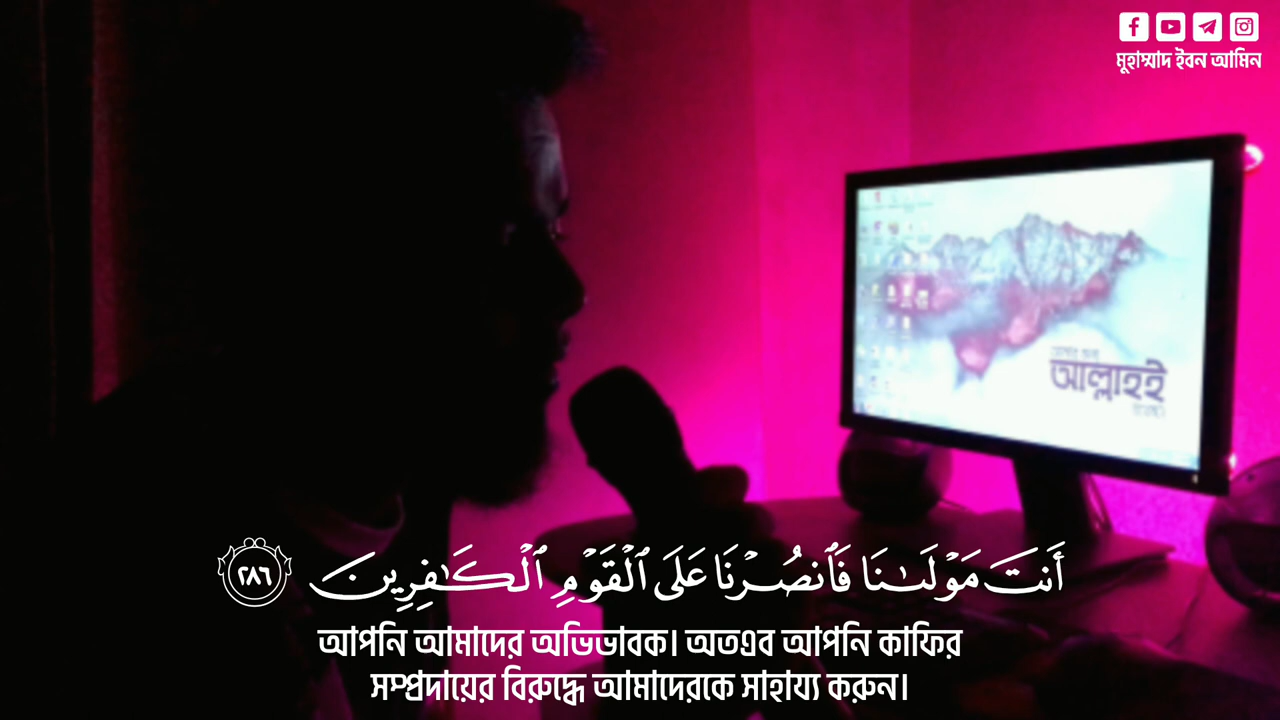 মুহাম্মাদ ইবন আমিন
আল্লাহই
أَنتَ مَوْلَىٰنَا فَٱنصُرْنَا عَلَى ٱلْقَوْمِ ٱلْكَـٰفِرِينَ ٢٨٦
আপনি আমাদের অভিভাবক। অতএব আপনি কাফির
সম্প্রদায়ের বিরুদ্ধে আমাদেরকে সাহায্য করুন।